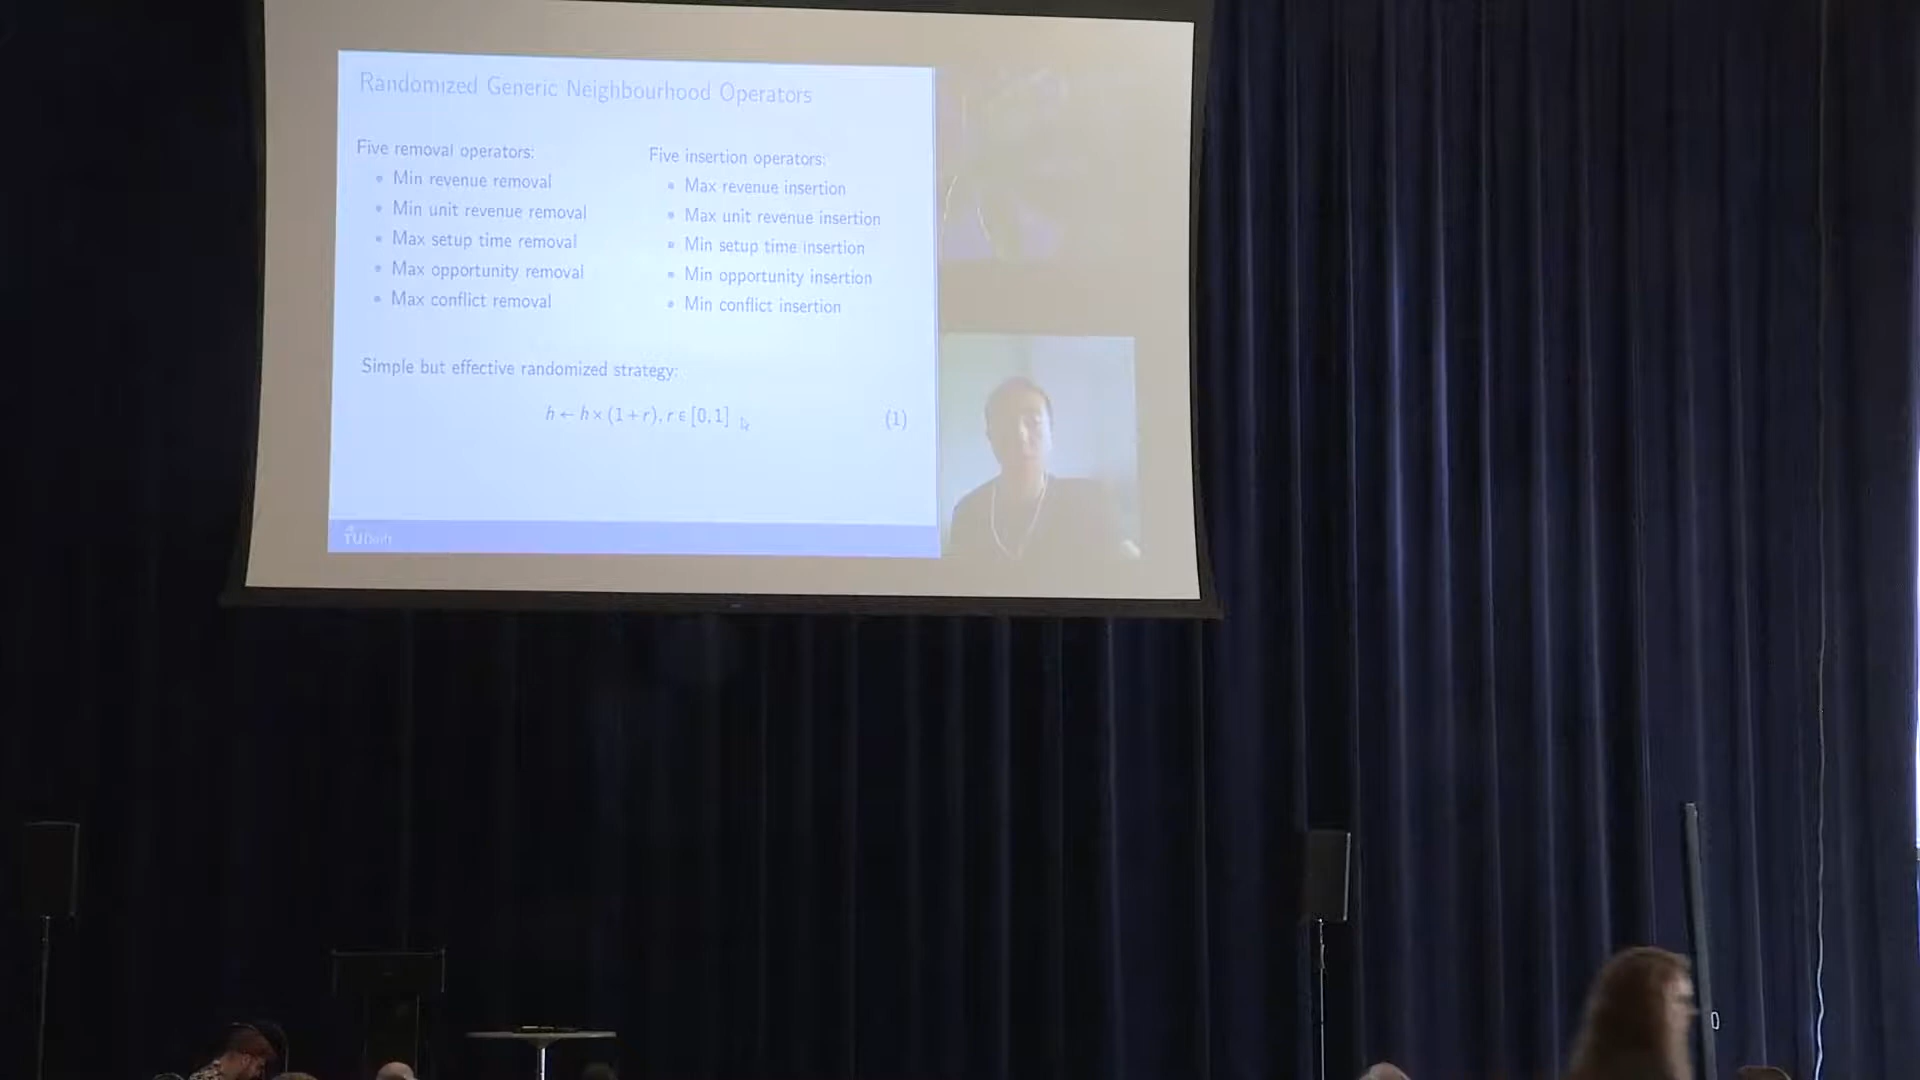 Randomized Generic Neighbourhood Operators
Five removal operators:
• Min revenue removal
• Min unit revenue removal
• Max setup time removal
• Max opportunity removal
• Max conflict removal
Five insertion operators:
• Max revenue insertion
• Max unit revenue insertion
• Min setup time insertion
• Min opportunity insertion
• Min conflict insertion
Simple but effective randomized strategy:
h ← h × (1 + r), r ∈ [0, 1] (1)
TU Delft